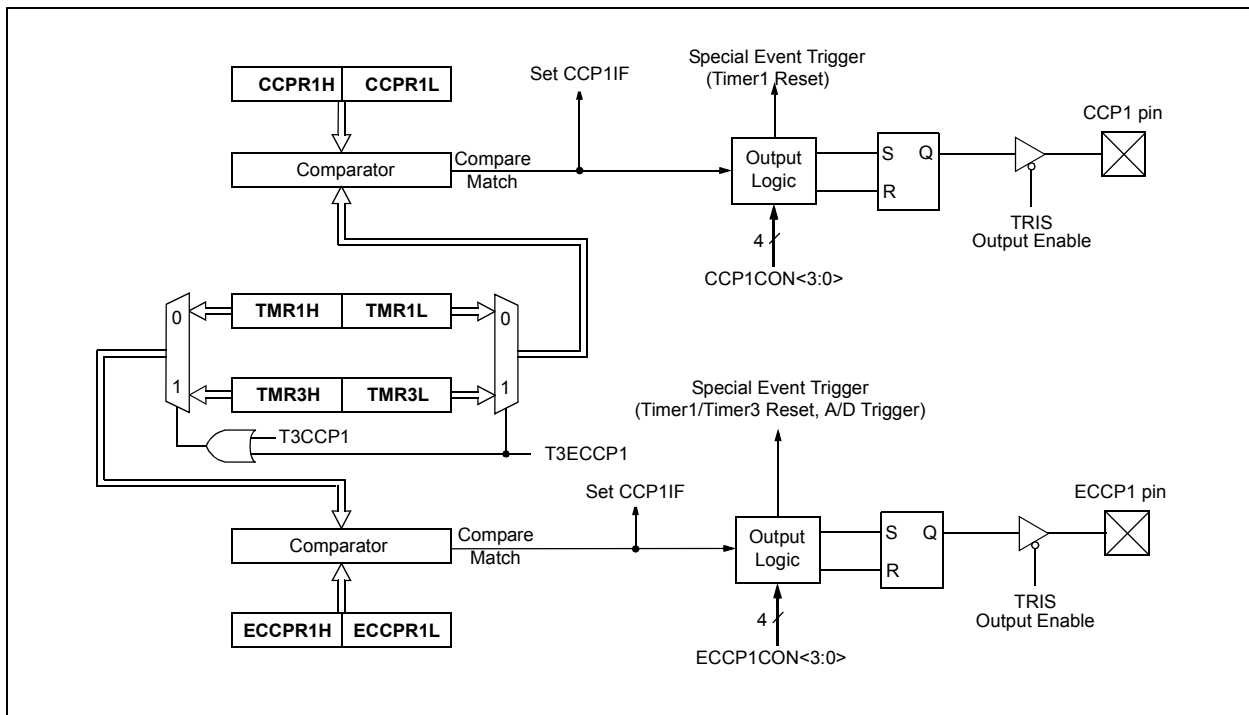 CCPR1H CCPR1L
Set CCP1IF
Special Event Trigger
(Timer1 Reset)
CCP1 pin
Comparator
Compare
Match
Output
Logic
S Q
R
TRIS
Output Enable
4
CCP1CON<3:0>
0
TMR1H TMR1L
0
1
TMR3H TMR3L
1
T3CCP1
T3ECCP1
Special Event Trigger
(Timer1/Timer3 Reset, A/D Trigger)
Set CCP1IF
ECCP1 pin
Comparator
Compare
Match
Output
Logic
S Q
R
TRIS
Output Enable
4
ECCPR1H ECCPR1L
ECCP1CON<3:0>